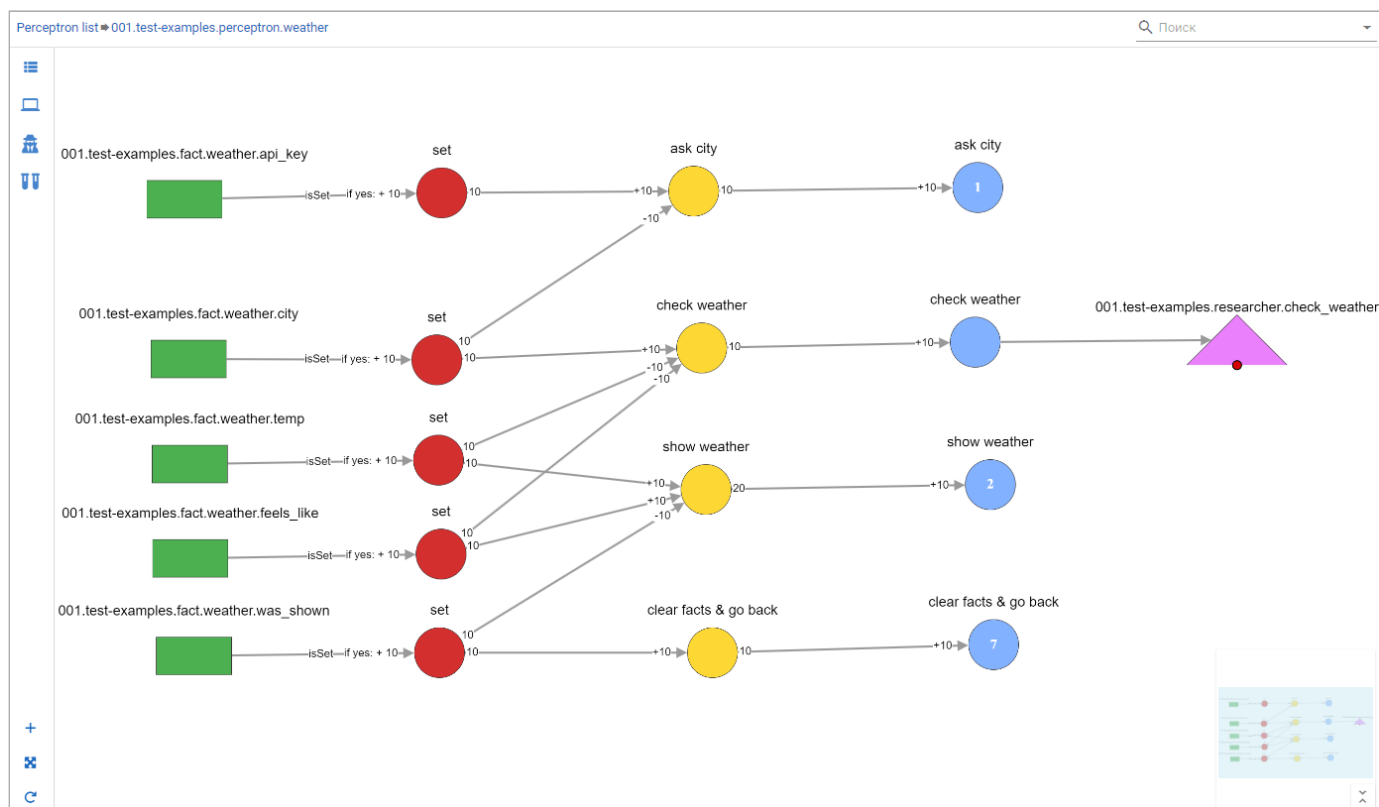 Perceptron list ➡ 001.test-examples.perceptron.weather
Поиск
001.test-examples.fact.weather.api_key
set
ask city
ask city
isSet
if yes: + 10
10
+10
10
+10
1
-10
001.test-examples.fact.weather.city
set
check weather
check weather
001.test-examples.researcher.check_weather
isSet
if yes: + 10
10
10
+10
10
+10
-10
-10
001.test-examples.fact.weather.temp
set
show weather
show weather
isSet
if yes: + 10
10
10
+10
20
+10
2
+10
-10
001.test-examples.fact.weather.feels_like
set
isSet
if yes: + 10
10
10
001.test-examples.fact.weather.was_shown
set
clear facts & go back
clear facts & go back
isSet
if yes: + 10
10
10
+10
10
+10
7